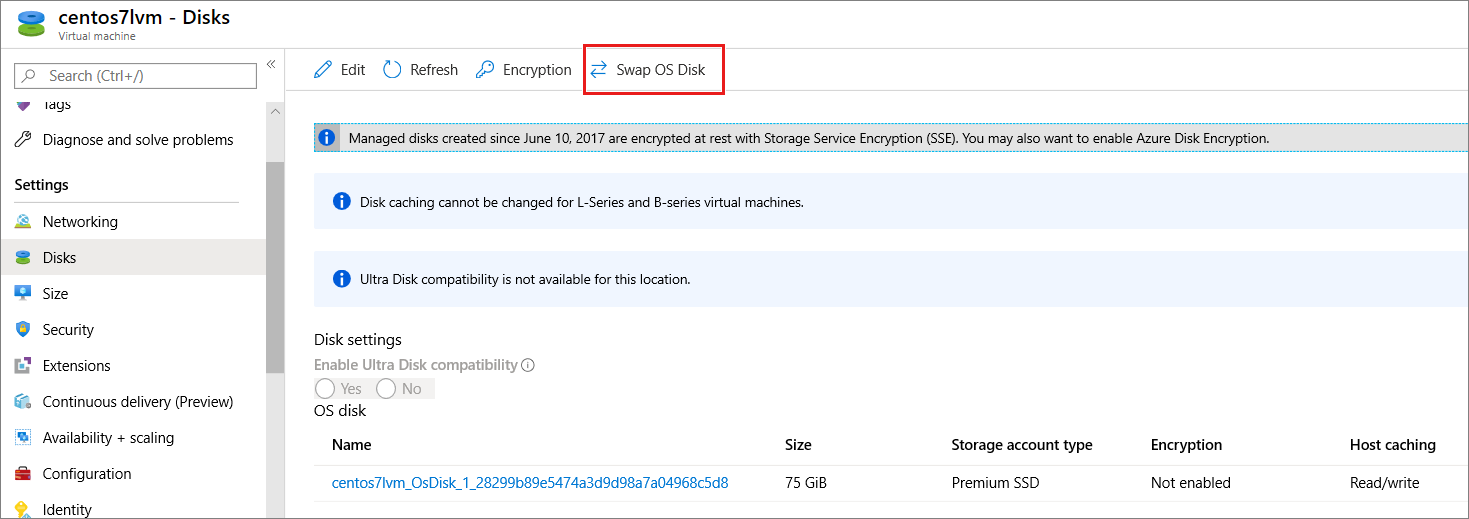 centos7lvm - Disks
Virtual machine
Search (Ctrl+/)
«
Tags
Diagnose and solve problems
Settings
Networking
Disks
Size
Security
Extensions
Continuous delivery (Preview)
Availability + scaling
Configuration
Identity
Edit Refresh Encryption Swap OS Disk
Managed disks created since June 10, 2017 are encrypted at rest with Storage Service Encryption (SSE). You may also want to enable Azure Disk Encryption.
Disk caching cannot be changed for L-Series and B-series virtual machines.
Ultra Disk compatibility is not available for this location.
Disk settings
Enable Ultra Disk compatibility
Yes No
OS disk
Name Size Storage account type Encryption Host caching
centos7lvm_OsDisk_1_28299b89e5474a3d9d98a7a04968c5d8 75 GiB Premium SSD Not enabled Read/write